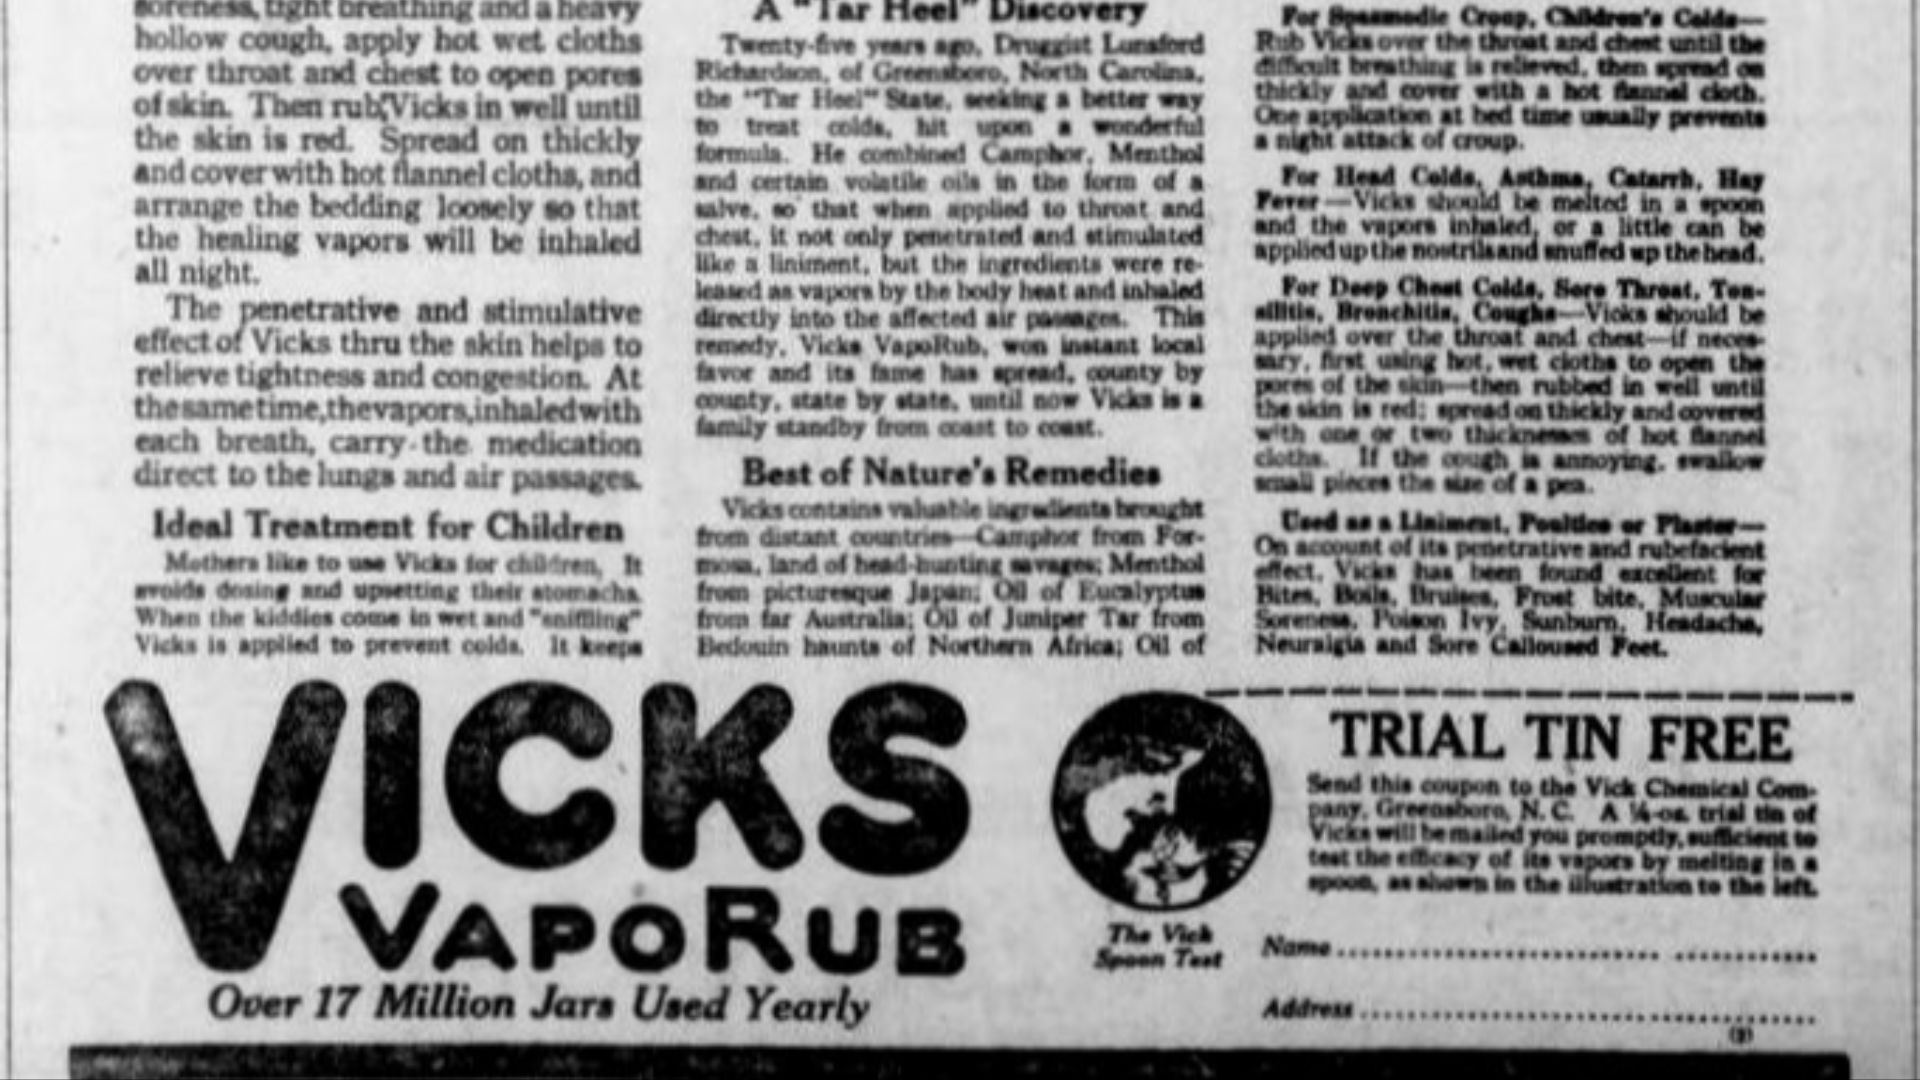 soreness, tight breathing and a heavy
hollow cough, apply hot wet cloths
over throat and chest to open pores
of skin. Then rub Vicks in well until
the skin is red. Spread on thickly
and cover with hot flannel cloths, and
arrange the bedding loosely so that
the healing vapors will be inhaled
all night.
The penetrative and stimulative
effect of Vicks thru the skin helps to
relieve tightness and congestion. At
the same time, the vapors, inhaled with
each breath, carry the medication
direct to the lungs and air passages.
Ideal Treatment for Children
Mothers like to use Vicks for children, It
avoids dosing and upsetting their stomachs.
When the kiddies come in wet and "sniffling"
Vicks is applied to prevent colds. It keeps
A "Tar Heel" Discovery
Twenty-five years ago, Druggist Lunsford
Richardson, of Greensboro, North Carolina,
the "Tar Heel" State, seeking a better way
to treat colds, hit upon a wonderful
formula. He combined Camphor, Menthol
and certain volatile oils in the form of a
salve, so that when applied to throat and
chest, it not only penetrated and stimulated
like a liniment, but the ingredients were re-
leased as vapors by the body heat and inhaled
directly into the affected air passages. This
remedy, Vicks VapoRub, won instant local
favor and its fame has spread, county by
county, state by state, until now Vicks is a
family standby from coast to coast.
Best of Nature's Remedies
Vicks contains valuable ingredients brought
from distant countries—Camphor from For-
mosa, land of head-hunting savages; Menthol
from picturesque Japan; Oil of Eucalyptus
from far Australia; Oil of Juniper Tar from
Bedouin haunts of Northern Africa; Oil of
For Spasmodic Croup, Children's Colds—
Rub Vicks over the throat and chest until the
difficult breathing is relieved, then spread on
thickly and cover with a hot flannel cloth.
One application at bed time usually prevents
a night attack of croup.
For Head Colds, Asthma, Catarrh, Hay
Fever—Vicks should be melted in a spoon
and the vapors inhaled, or a little can be
applied up the nostrils and snuffed up the head.
For Deep Chest Colds, Sore Throat, Ton-
silitis, Bronchitis, Coughs—Vicks should be
applied over the throat and chest—if neces-
sary, first using hot, wet cloths to open the
pores of the skin—then rubbed in well until
the skin is red; spread on thickly and covered
with one or two thicknesses of hot flannel
cloths. If the cough is annoying, swallow
small pieces the size of a pea.
Used as a Liniment, Poultice or Plaster—
On account of its penetrative and rubefacient
effect, Vicks has been found excellent for
Bites, Boils, Bruises, Frost bite, Muscular
Soreness, Poison Ivy, Sunburn, Headache,
Neuralgia and Sore Calloused Feet.
VICKS
VAPORUB
Over 17 Million Jars Used Yearly
The Vick
Spoon Test
TRIAL TIN FREE
Send this coupon to the Vick Chemical Com-
pany, Greensboro, N. C. A ¼-oz. trial tin of
Vicks will be mailed you promptly, sufficient to
test the efficacy of its vapors by melting in a
spoon, as shown in the illustration to the left.
Name
Address